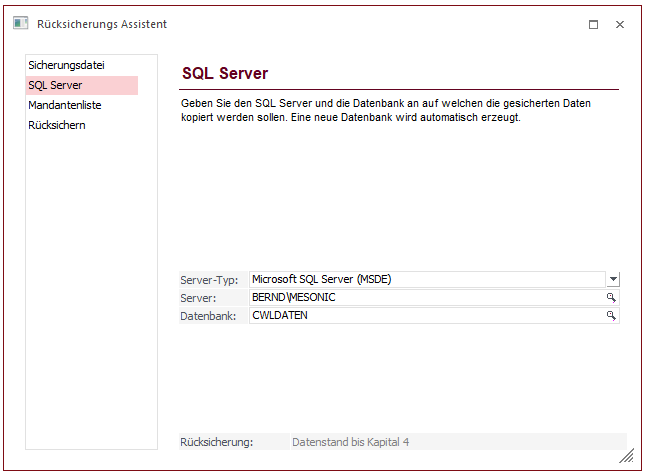 Rücksicherungs Assistent
Sicherungsdatei
SQL Server
Mandantenliste
Rücksichern
SQL Server
Geben Sie den SQL Server und die Datenbank an auf welchen die gesicherten Daten
kopiert werden sollen. Eine neue Datenbank wird automatisch erzeugt.
Server-Typ: Microsoft SQL Server (MSDE)
Server: BERND\MESONIC
Datenbank: CWLDATEN
Rücksicherung: Datenstand bis Kapital 4